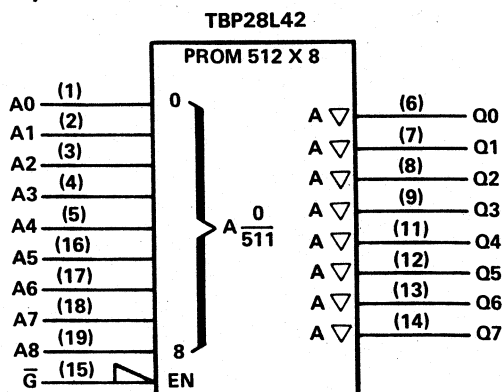 TBP28L42
PROM 512 X 8
A0 (1) 0 A ▽ (6) Q0
A1 (2) A ▽ (7) Q1
A2 (3) A ▽ (8) Q2
A3 (4) A ▽ (9) Q3
A4 (5) A 0/511 A ▽ (11) Q4
A5 (16) A ▽ (12) Q5
A6 (17) A ▽ (13) Q6
A7 (18) A ▽ (14) Q7
A8 (19) 8
G̅ (15) EN